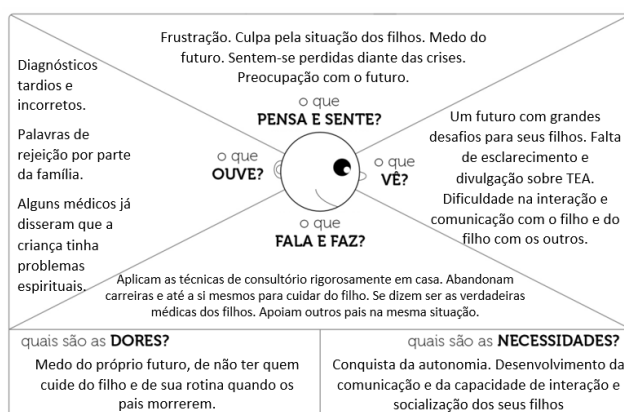 Frustração. Culpa pela situação dos filhos. Medo do
futuro. Sentem-se perdidas diante das crises.
Preocupação com o futuro.
o que
PENSA E SENTE?
Diagnósticos
tardios e
incorretos.
Palavras de
rejeição por parte
da família.
Alguns médicos já
disseram que a
criança tinha
problemas
espirituais.
o que
OUVE?
o que
VÊ?
Um futuro com grandes
desafios para seus filhos. Falta
de esclarecimento e
divulgação sobre TEA.
Dificuldade na interação e
comunicação com o filho e do
filho com os outros.
o que
FALA E FAZ?
Aplicam as técnicas de consultório rigorosamente em casa. Abandonam
carreiras e até a si mesmos para cuidar do filho. Se dizem ser as verdadeiras
médicas dos filhos. Apoiam outros pais na mesma situação.
quais são as DORES?
Medo do próprio futuro, de não ter quem
cuide do filho e de sua rotina quando os
pais morrerem.
quais são as NECESSIDADES?
Conquista da autonomia. Desenvolvimento da
comunicação e da capacidade de interação e
socialização dos seus filhos